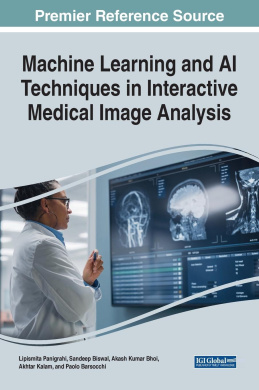 Premier Reference Source
Machine Learning and AI
Techniques in Interactive
Medical Image Analysis
Lipismita Panigrahi, Sandeep Biswal, Akash Kumar Bhoi,
Akhtar Kalam, and Paolo Barsocchi
IGI Global